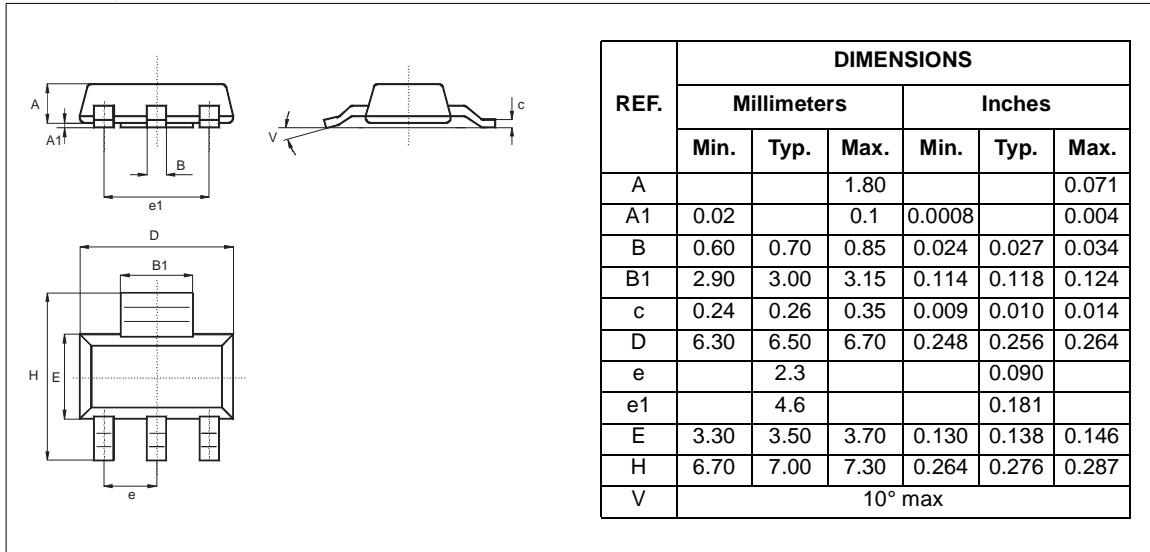 A
A1
B
e1
V
c
D
B1
H
E
e
DIMENSIONS
REF. Millimeters Inches
Min. Typ. Max. Min. Typ. Max.
A 1.80 0.071
A1 0.02 0.1 0.0008 0.004
B 0.60 0.70 0.85 0.024 0.027 0.034
B1 2.90 3.00 3.15 0.114 0.118 0.124
c 0.24 0.26 0.35 0.009 0.010 0.014
D 6.30 6.50 6.70 0.248 0.256 0.264
e 2.3 0.090
e1 4.6 0.181
E 3.30 3.50 3.70 0.130 0.138 0.146
H 6.70 7.00 7.30 0.264 0.276 0.287
V 10° max